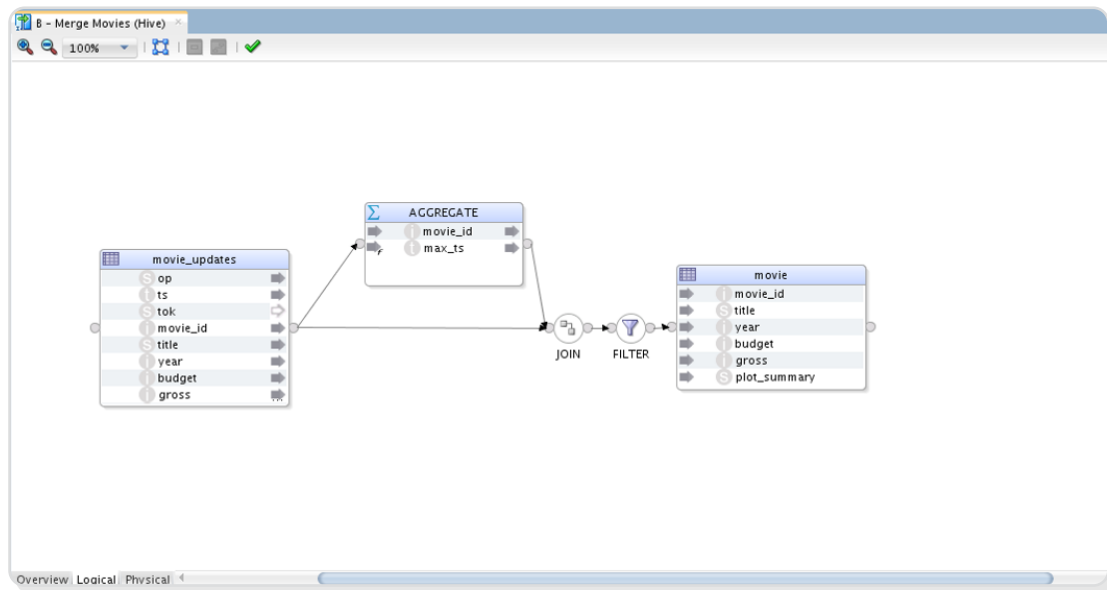 B - Merge Movies (Hive)
100%
AGGREGATE
movie_id
max_ts
movie_updates
op
ts
tok
movie_id
title
year
budget
gross
JOIN
FILTER
movie
movie_id
title
year
budget
gross
plot_summary
Overview Logical Physical